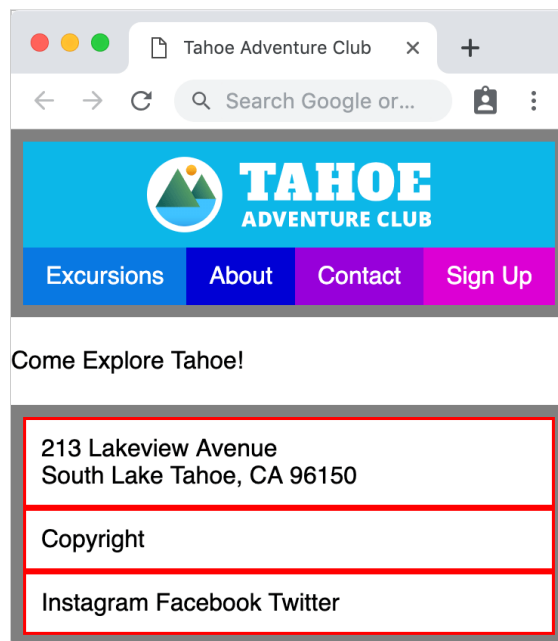 Tahoe Adventure Club
Search Google or...
TAHOE
ADVENTURE CLUB
Excursions About Contact Sign Up
Come Explore Tahoe!
213 Lakeview Avenue
South Lake Tahoe, CA 96150
Copyright
Instagram Facebook Twitter